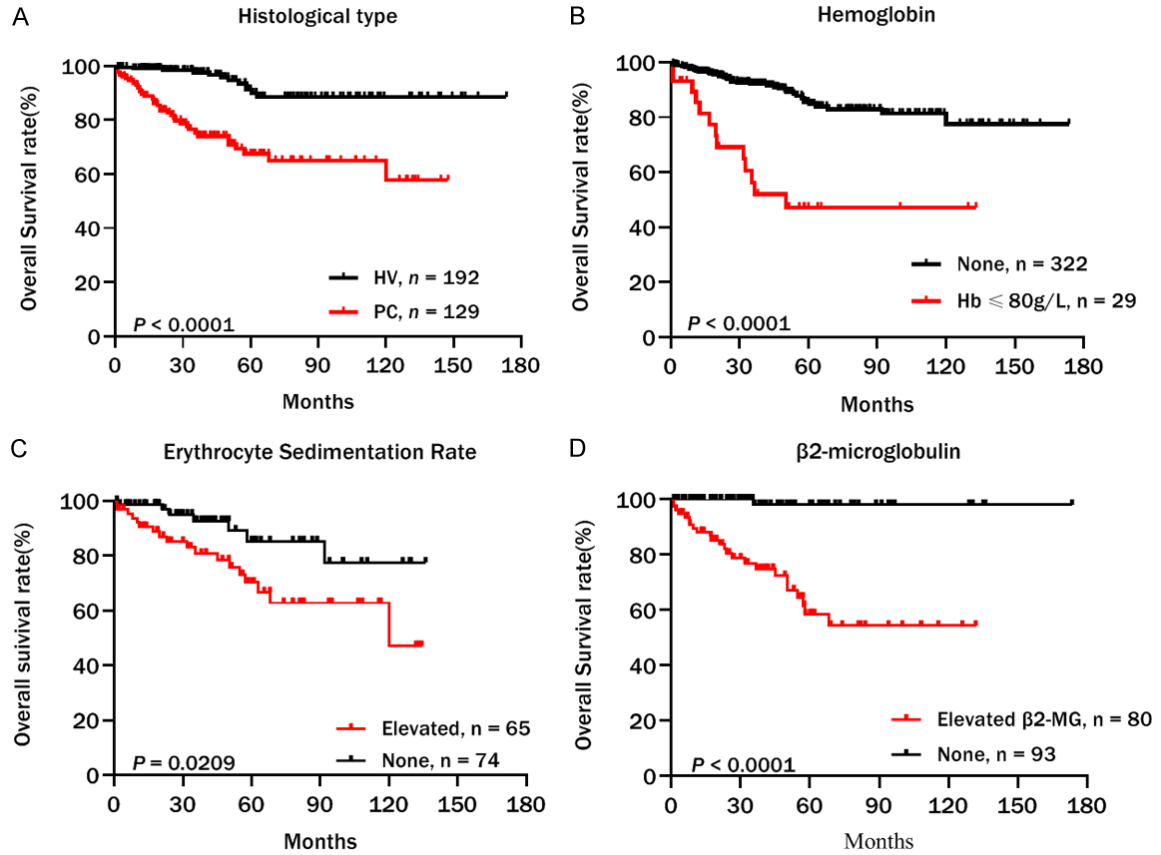 A
Histological type
Overall Survival rate(%)
100
80
60
40
20
0
HV, n = 192
PC, n = 129
P < 0.0001
0 30 60 90 120 150 180
Months
B
Hemoglobin
Overall Survival rate(%)
100
80
60
40
20
0
None, n = 322
Hb ≤ 80g/L, n = 29
P < 0.0001
0 30 60 90 120 150 180
Months
C
Erythrocyte Sedimentation Rate
Overall suivival rate(%)
100
80
60
40
20
0
Elevated, n = 65
None, n = 74
P = 0.0209
0 30 60 90 120 150 180
Months
D
β2-microglobulin
Overall Survival rate(%)
100
80
60
40
20
0
Elevated β2-MG, n = 80
None, n = 93
P < 0.0001
0 30 60 90 120 150 180
Months